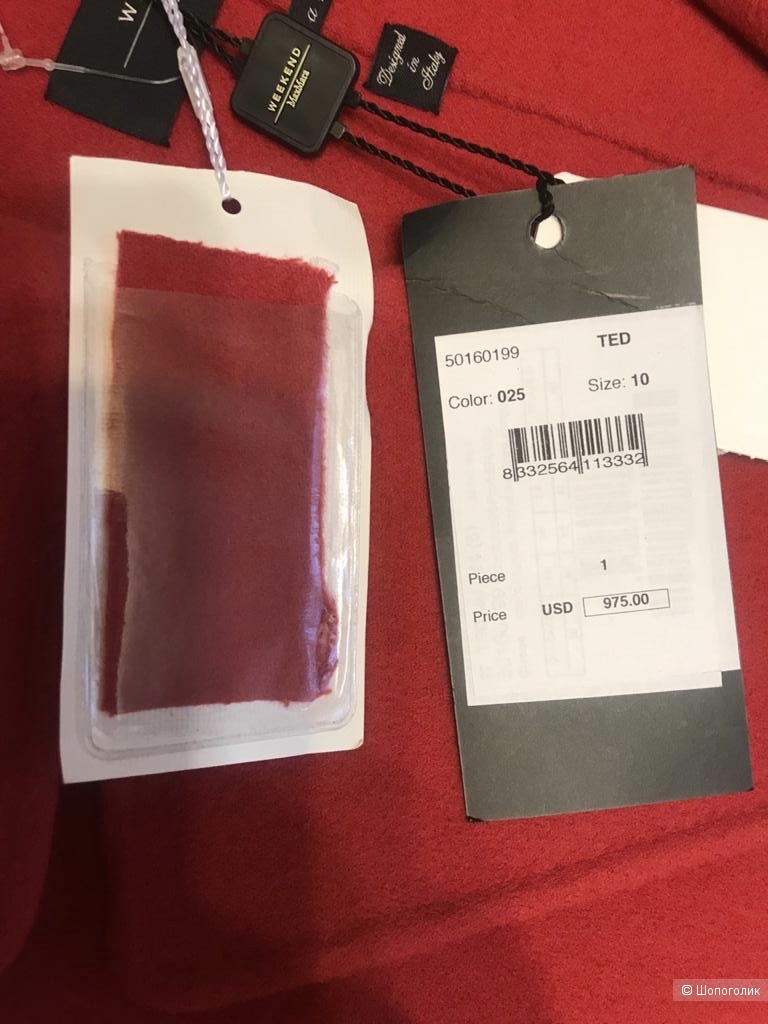 W
a
WEEKEND
MaxMara
Designed
in
Italy
TED
50160199
Size: 10
Color: 025
8 332564 113332
Piece 1
Price USD 975.00
© Шопоголик